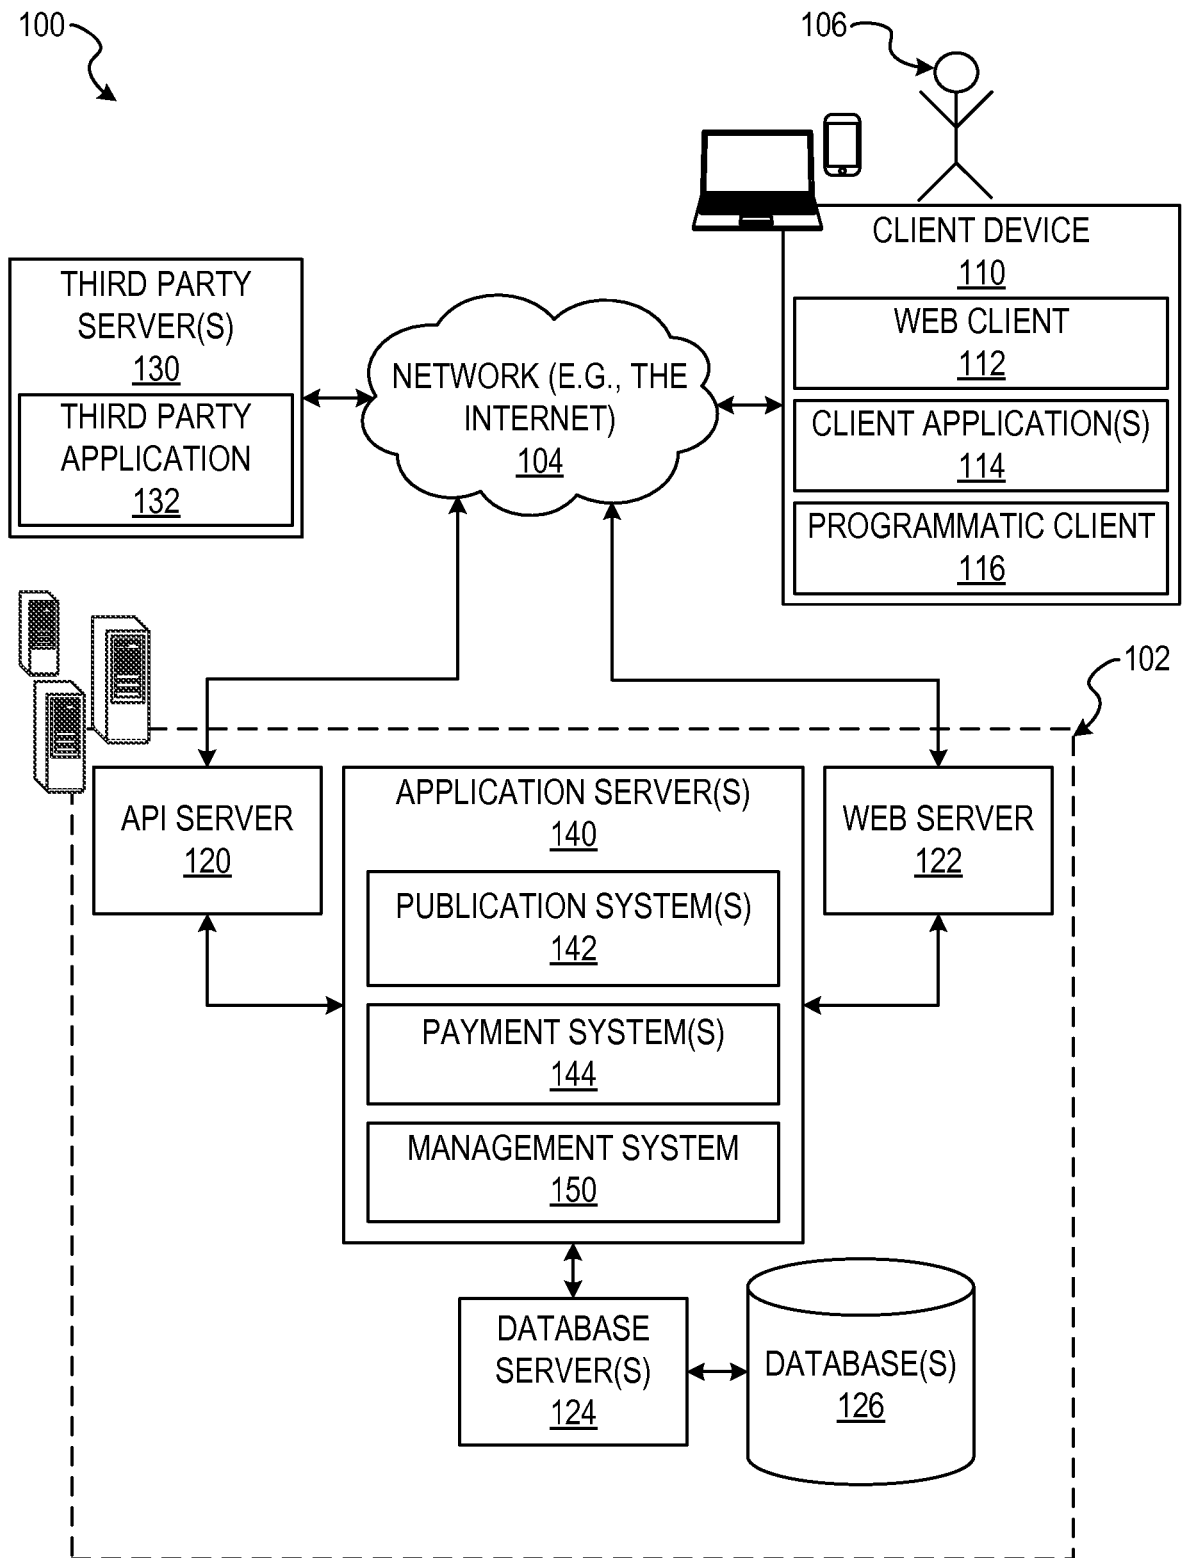 100
106
CLIENT DEVICE
110
WEB CLIENT
112
CLIENT APPLICATION(S)
114
PROGRAMMATIC CLIENT
116
THIRD PARTY
SERVER(S)
130
THIRD PARTY
APPLICATION
132
NETWORK (E.G., THE
INTERNET)
104
102
API SERVER
120
APPLICATION SERVER(S)
140
PUBLICATION SYSTEM(S)
142
PAYMENT SYSTEM(S)
144
MANAGEMENT SYSTEM
150
WEB SERVER
122
DATABASE
SERVER(S)
124
DATABASE(S)
126